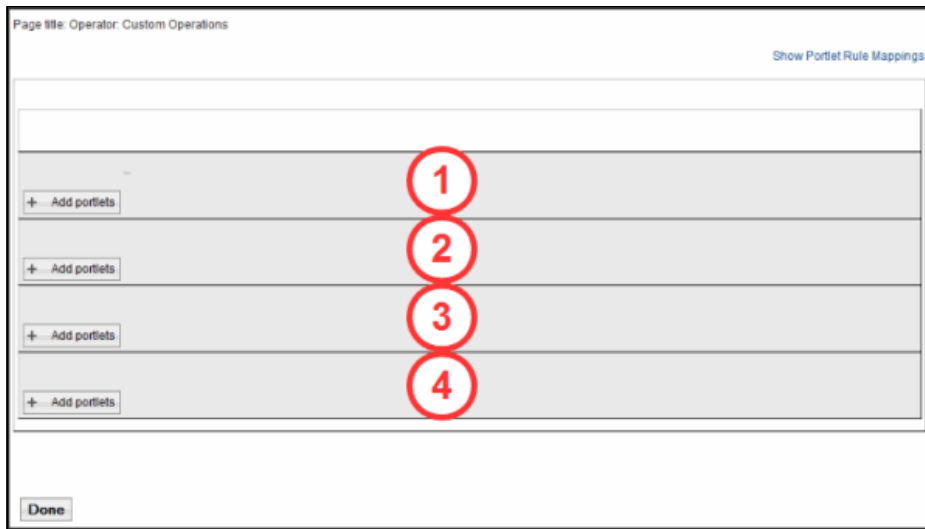 Page title: Operator: Custom Operations
Show Portlet Rule Mappings
1
+ Add portlets
2
+ Add portlets
3
+ Add portlets
4
+ Add portlets
Done